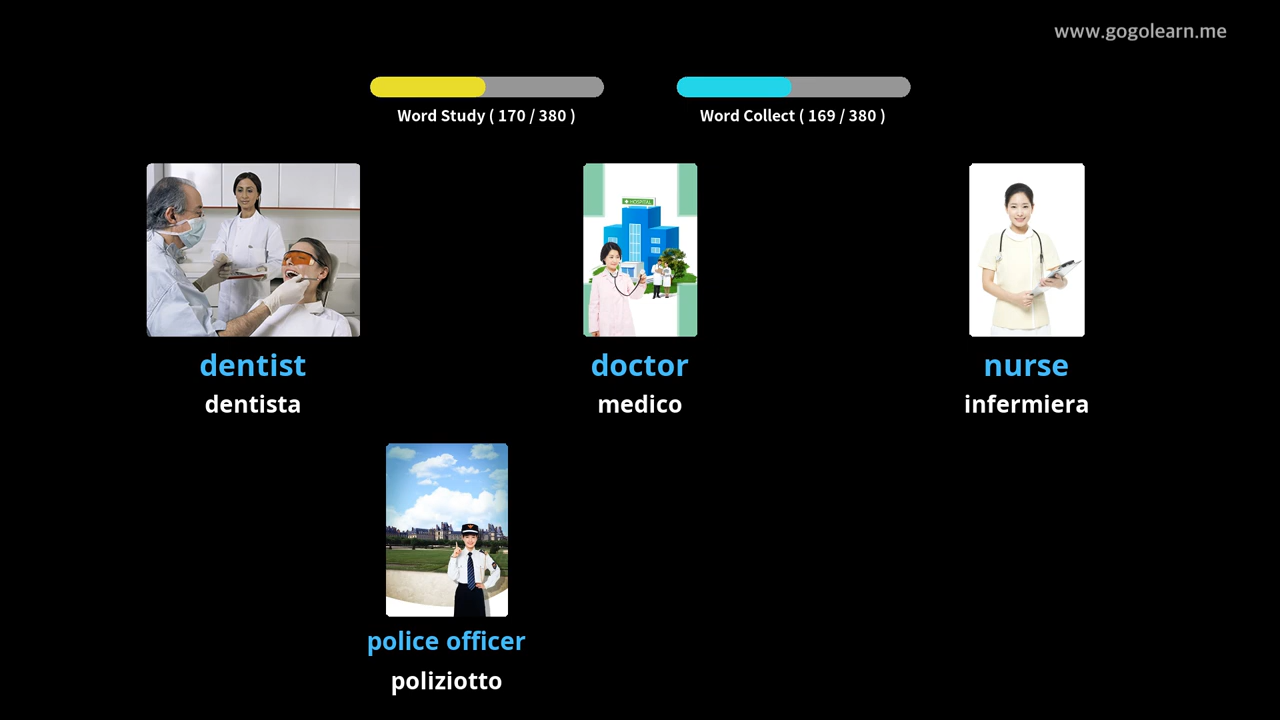 www.gogolearn.me
Word Study ( 170 / 380 )
Word Collect ( 169 / 380 )
HOSPITAL
dentist
doctor
nurse
dentista
medico
infermiera
police officer
poliziotto